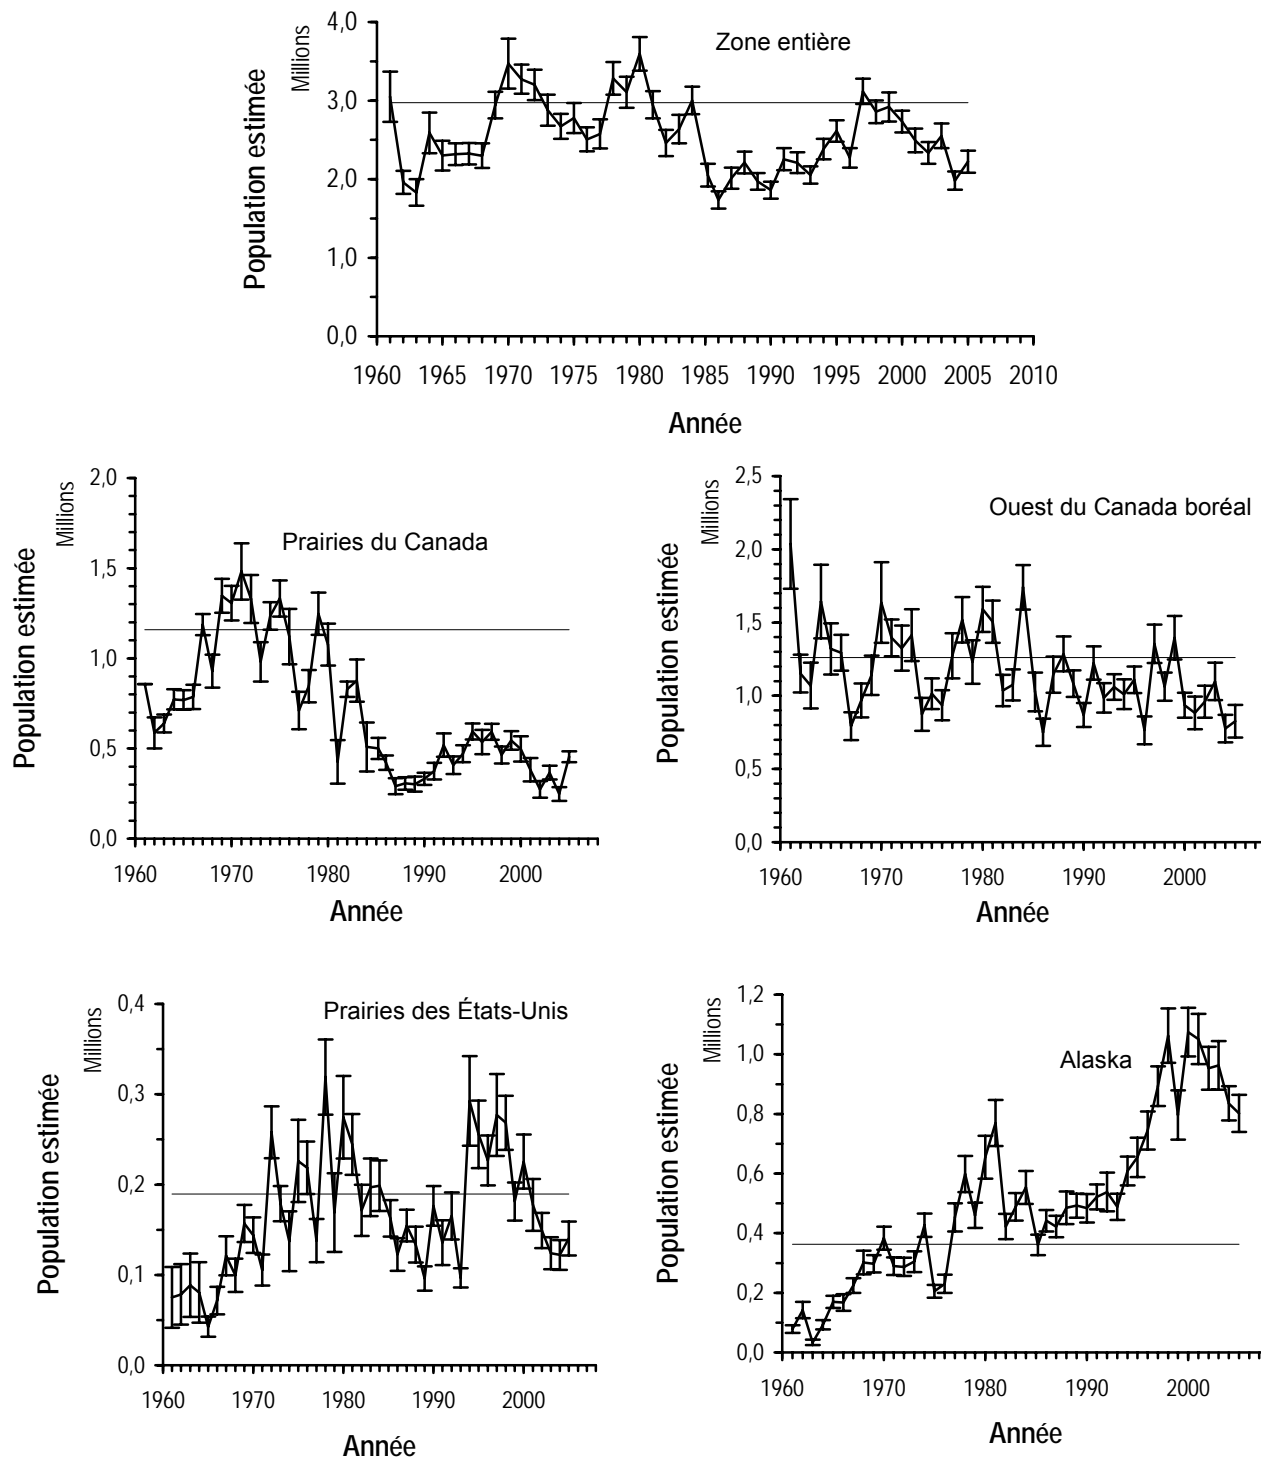 Zone entière
Population estimée
Millions
4,0
3,0
2,0
1,0
0,0
1960 1965 1970 1975 1980 1985 1990 1995 2000 2005 2010
Année
Prairies du Canada
Population estimée
Millions
2,0
1,5
1,0
0,5
0,0
1960 1970 1980 1990 2000
Année
Ouest du Canada boréal
Population estimée
Millions
2,5
2,0
1,5
1,0
0,5
0,0
1960 1970 1980 1990 2000
Année
Prairies des États-Unis
Population estimée
Millions
0,4
0,3
0,2
0,1
0,0
1960 1970 1980 1990 2000
Année
Alaska
Population estimée
Millions
1,2
1,0
0,8
0,6
0,4
0,2
0,0
1960 1970 1980 1990 2000
Année